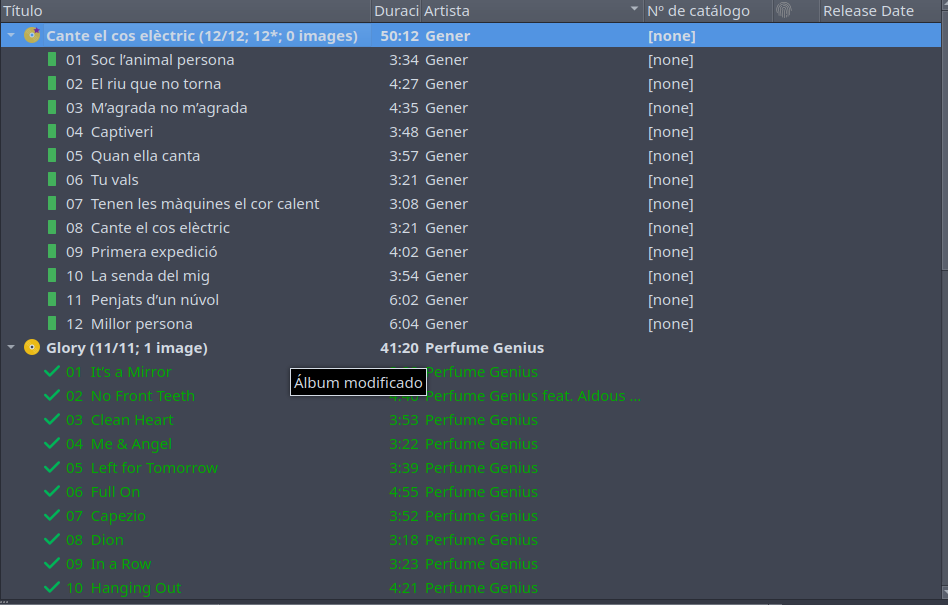 Título Duraci Artista Nº de catálogo Release Date
Cante el cos elèctric (12/12; 12*; 0 images) 50:12 Gener [none]
01 Soc l’animal persona 3:34 Gener [none]
02 El riu que no torna 4:27 Gener [none]
03 M’agrada no m’agrada 4:35 Gener [none]
04 Captiveri 3:48 Gener [none]
05 Quan ella canta 3:57 Gener [none]
06 Tu vals 3:21 Gener [none]
07 Tenen les màquines el cor calent 3:08 Gener [none]
08 Cante el cos elèctric 3:21 Gener [none]
09 Primera expedició 4:02 Gener [none]
10 La senda del mig 3:54 Gener [none]
11 Penjats d’un núvol 6:02 Gener [none]
12 Millor persona 6:04 Gener [none]
Glory (11/11; 1 image) 41:20 Perfume Genius
01 It’s a Mirror Perfume Genius
Álbum modificado
02 No Front Teeth Perfume Genius feat. Aldous ...
03 Clean Heart 3:53 Perfume Genius
04 Me & Angel 3:22 Perfume Genius
05 Left for Tomorrow 3:39 Perfume Genius
06 Full On 4:55 Perfume Genius
07 Capezio 3:52 Perfume Genius
08 Dion 3:18 Perfume Genius
09 In a Row 3:23 Perfume Genius
10 Hanging Out 4:21 Perfume Genius